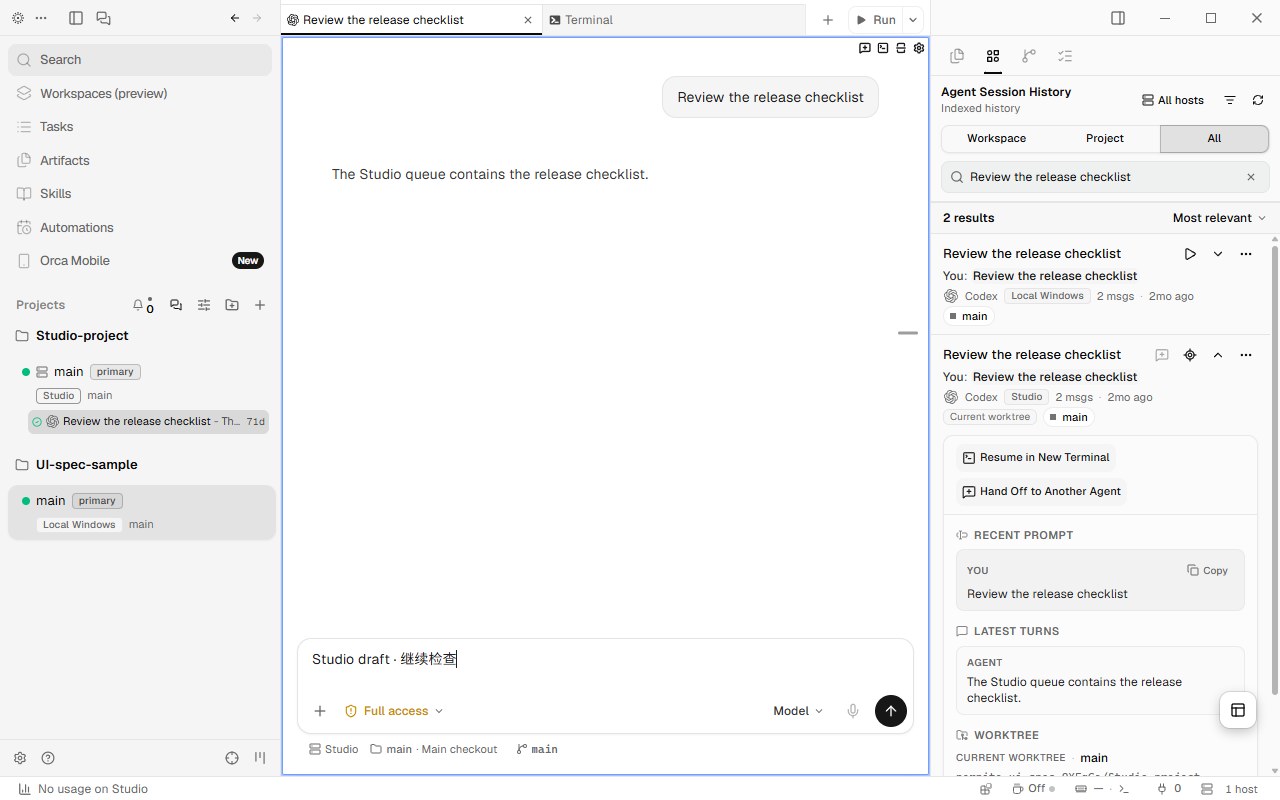 Review the release checklist
Terminal
Run
Search
Workspaces (preview)
Tasks
Artifacts
Skills
Automations
Orca Mobile
New
Projects
0
Studio-project
main primary
Studio main
Review the release checklist - Th... 71d
UI-spec-sample
main primary
Local Windows main
No usage on Studio
Review the release checklist
The Studio queue contains the release checklist.
Studio draft · 继续检查
Full access
Model
Studio main · Main checkout main
Agent Session History
Indexed history
All hosts
Workspace Project All
Review the release checklist
2 results
Most relevant
Review the release checklist
You: Review the release checklist
Codex Local Windows 2 msgs · 2mo ago
main
Review the release checklist
You: Review the release checklist
Codex Studio 2 msgs · 2mo ago
Current worktree main
Resume in New Terminal
Hand Off to Another Agent
RECENT PROMPT
YOU
Copy
Review the release checklist
LATEST TURNS
AGENT
The Studio queue contains the release
checklist.
WORKTREE
CURRENT WORKTREE · main
Off
0
1 host